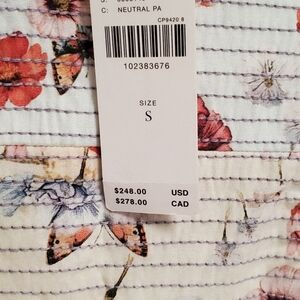 C: NEUTRAL PA
CP9420 8
102383676
SIZE
S
$248.00 USD
$278.00 CAD